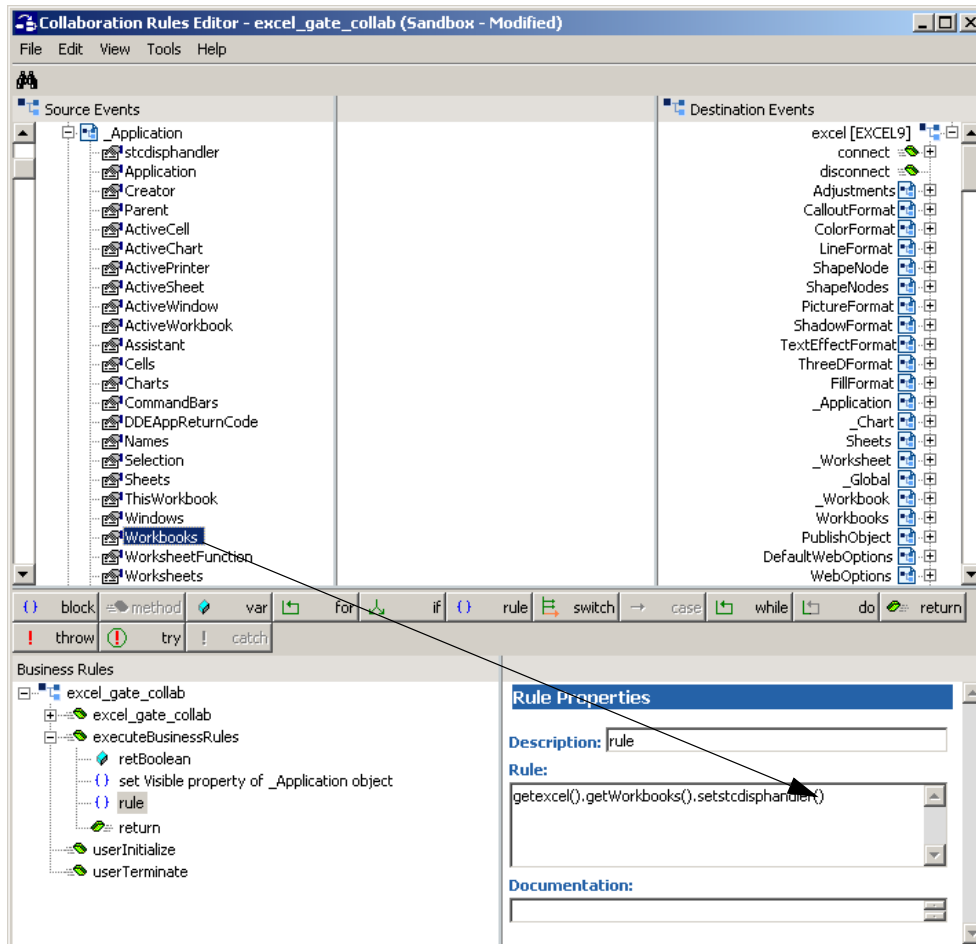 Collaboration Rules Editor - excel_gate_collab (Sandbox - Modified)
File Edit View Tools Help
Source Events
_Application
stcdisphandler
Application
Creator
Parent
ActiveCell
ActiveChart
ActivePrinter
ActiveSheet
ActiveWindow
ActiveWorkbook
Assistant
Cells
Charts
CommandBars
DDEAppReturnCode
Names
Selection
Sheets
ThisWorkbook
Windows
Workbooks
WorksheetFunction
Worksheets
Destination Events
excel [EXCEL9]
connect
disconnect
Adjustments
CalloutFormat
ColorFormat
LineFormat
ShapeNode
ShapeNodes
PictureFormat
ShadowFormat
TextEffectFormat
ThreeDFormat
FillFormat
_Application
_Chart
Sheets
_Worksheet
_Global
_Workbook
Workbooks
PublishObject
DefaultWebOptions
WebOptions
{} block method var for if {} rule switch case while do return
! throw try ! catch
Business Rules
excel_gate_collab
excel_gate_collab
executeBusinessRules
retBoolean
{} set Visible property of _Application object
{} rule
return
userInitialize
userTerminate
Rule Properties
Description: rule
Rule:
getexcel().getWorkbooks().setstcdisphandler()
Documentation: